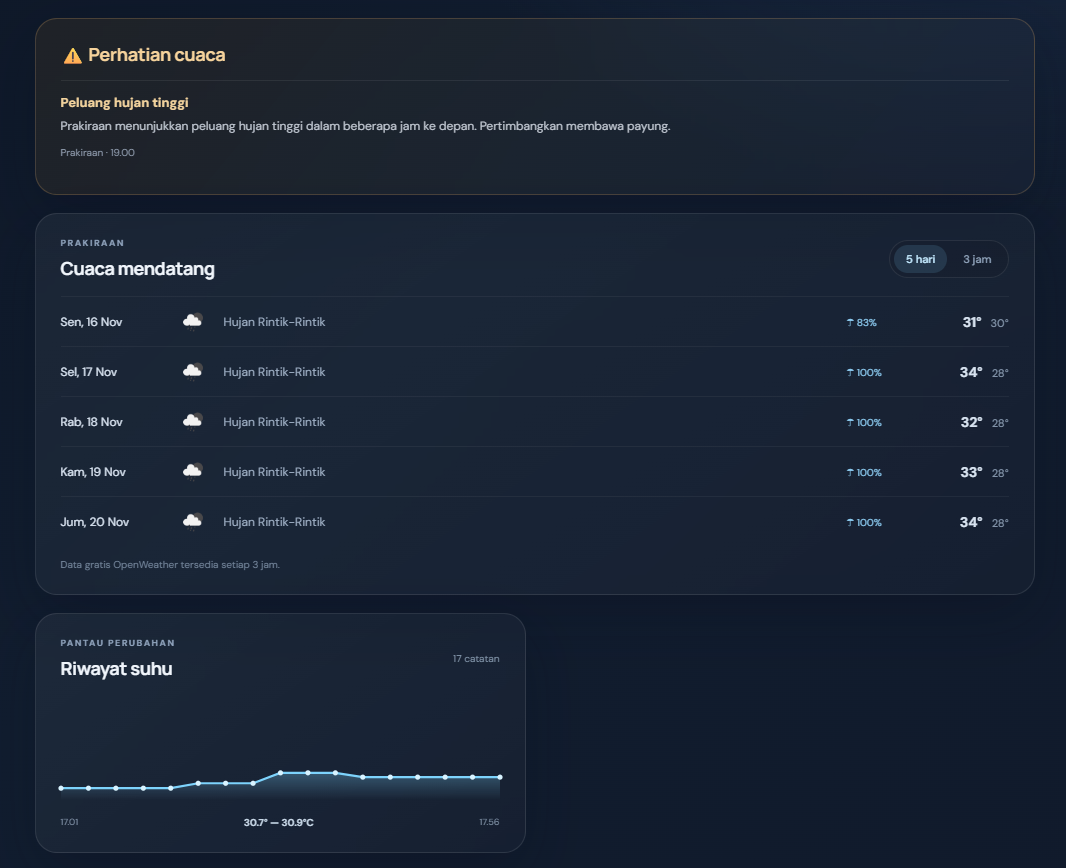 Perhatian cuaca
Peluang hujan tinggi
Prakiraan menunjukkan peluang hujan tinggi dalam beberapa jam ke depan. Pertimbangkan membawa payung.
Prakiraan · 19.00
PRAKIRAAN
Cuaca mendatang
5 hari 3 jam
Sen, 16 Nov Hujan Rintik-Rintik 83% 31° 30°
Sel, 17 Nov Hujan Rintik-Rintik 100% 34° 28°
Rab, 18 Nov Hujan Rintik-Rintik 100% 32° 28°
Kam, 19 Nov Hujan Rintik-Rintik 100% 33° 28°
Jum, 20 Nov Hujan Rintik-Rintik 100% 34° 28°
Data gratis OpenWeather tersedia setiap 3 jam.
PANTAU PERUBAHAN
Riwayat suhu
17 catatan
17.01 30.7° — 30.9°C 17.56